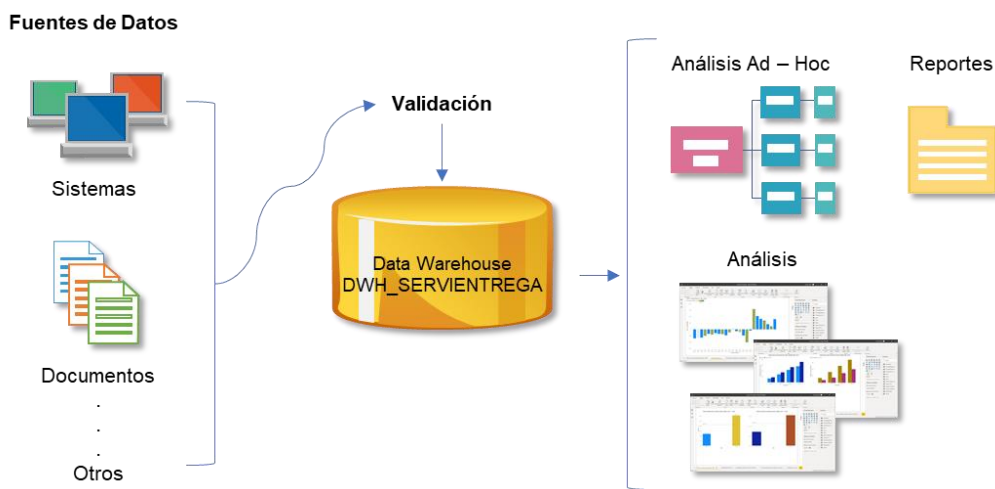 Fuentes de Datos
Sistemas
Documentos
.
.
.
Otros
Validación
Data Warehouse
DWH_SERVIENTREGA
Análisis Ad – Hoc
Reportes
Análisis